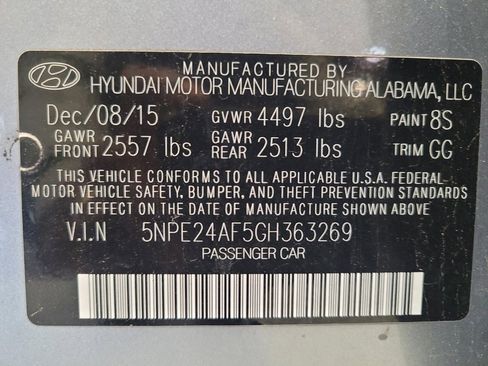 MANUFACTURED BY
HYUNDAI MOTOR MANUFACTURING ALABAMA, LLC
Dec/08/15 GVWR 4497 lbs PAINT 8S
GAWR FRONT 2557 lbs GAWR REAR 2513 lbs TRIM GG
THIS VEHICLE CONFORMS TO ALL APPLICABLE U.S.A. FEDERAL
MOTOR VEHICLE SAFETY, BUMPER, AND THEFT PREVENTION STANDARDS
IN EFFECT ON THE DATE OF MANUFACTURE SHOWN ABOVE.
V.I.N 5NPE24AF5GH363269
PASSENGER CAR